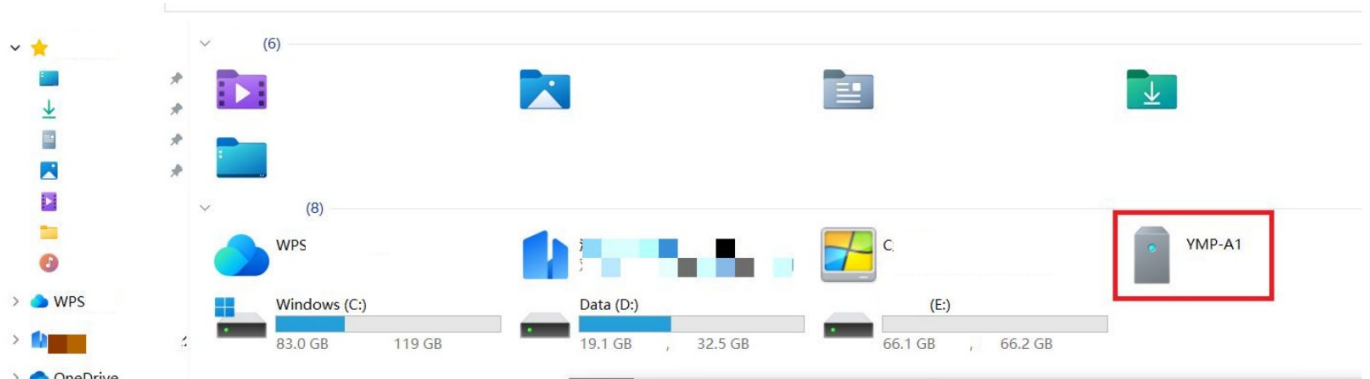 (6)
(8)
WPS
C
YMP-A1
WPS
Windows (C:)
Data (D:)
(E:)
83.0 GB 119 GB
19.1 GB , 32.5 GB
66.1 GB , 66.2 GB
OneDrive